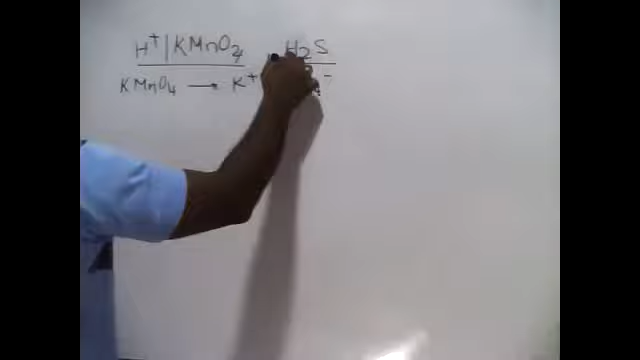 H⁺|KMnO₄ H₂S
KMnO₄ → K⁺ ⁻